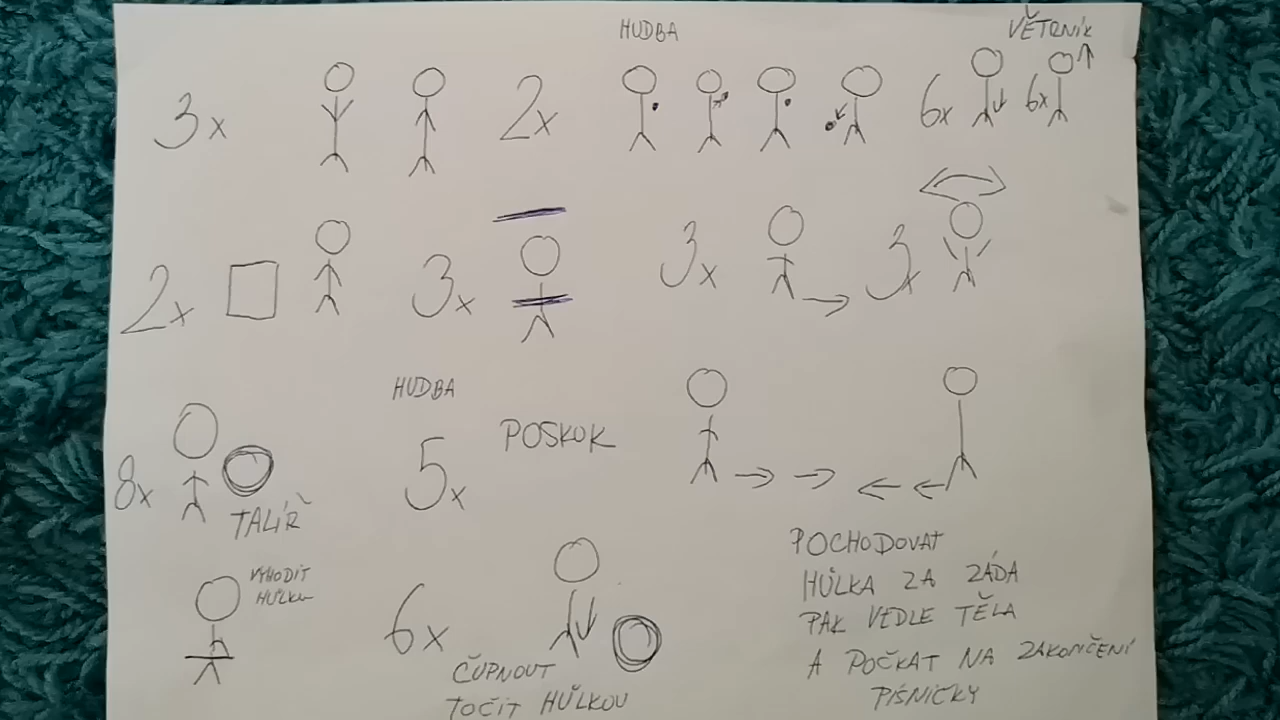 HUDBA
VĚTRNÍK
3x
2x
6x
6x
2x
3x
3x
3x
HUDBA
8x
TALÍŘ
5x
POSKOK
VYHODIT
HŮLKU
6x
ČUPNOUT
TOČIT HŮLKOU
POCHODOVAT
HŮLKA ZA ZÁDA
PAK VEDLE TĚLA
A POČKAT NA ZAKONČENÍ
PÍSNIČKY